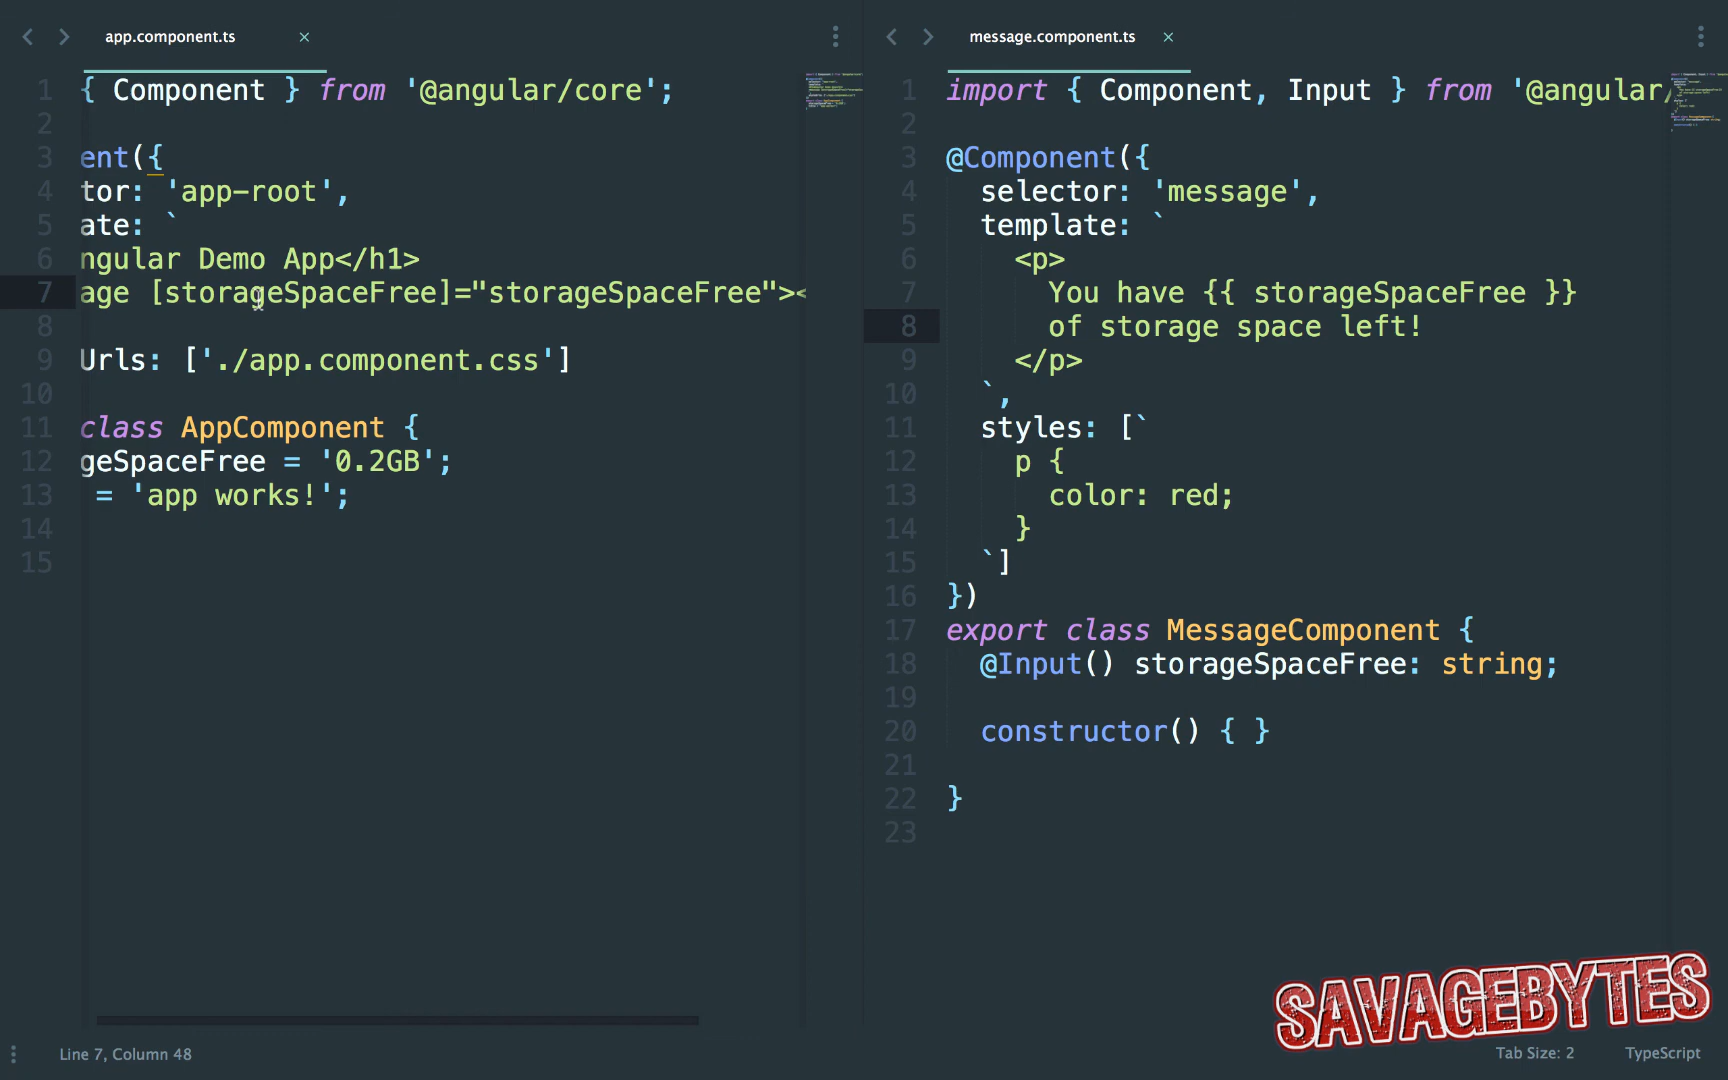 app.component.ts
1 { Component } from '@angular/core';
2
3 ent({
4 tor: 'app-root',
5 ate: `
6 ngular Demo App</h1>
7 age [storageSpaceFree]="storageSpaceFree"><
8
9 Urls: ['./app.component.css']
10
11 class AppComponent {
12 geSpaceFree = '0.2GB';
13 = 'app works!';
14
15
message.component.ts
1 import { Component, Input } from '@angular/
2
3 @Component({
4 selector: 'message',
5 template: `
6 <p>
7 You have {{ storageSpaceFree }}
8 of storage space left!
9 </p>
10 `,
11 styles: [`
12 p {
13 color: red;
14 }
15 `]
16 })
17 export class MessageComponent {
18 @Input() storageSpaceFree: string;
19
20 constructor() { }
21
22 }
23
SAVAGEBYTES
Line 7, Column 48
Tab Size: 2 TypeScript